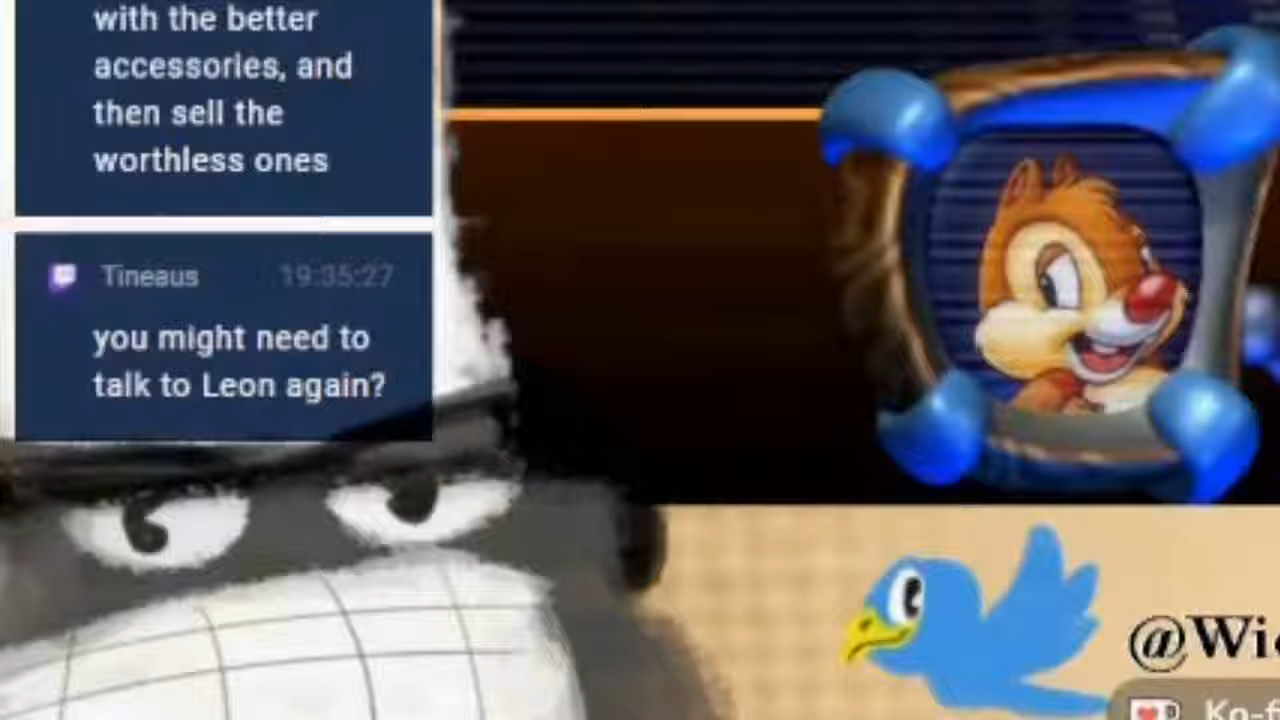 with the better
accessories, and
then sell the
worthless ones
Tineaus 19:35:27
you might need to
talk to Leon again?
@Wi
Ko-f